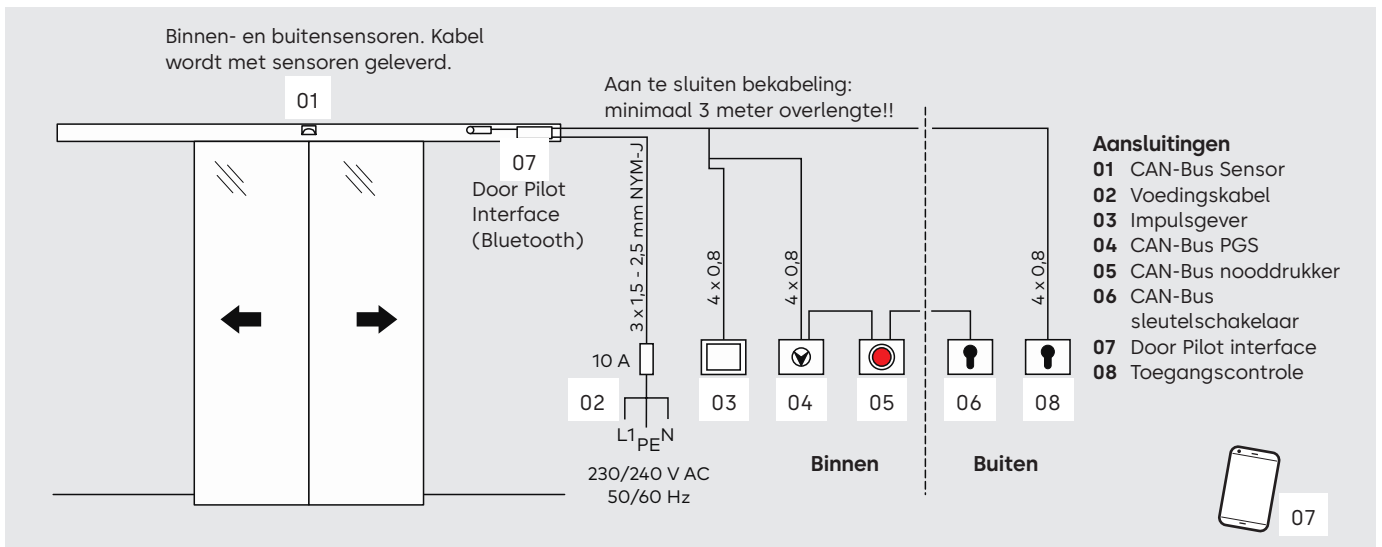 Binnen- en buitensensoren. Kabel
wordt met sensoren geleverd.
01
Aan te sluiten bekabeling:
minimaal 3 meter overlengte!!
07
Door Pilot
Interface
(Bluetooth)
3 x 1,5 - 2,5 mm NYM-J
4 x 0,8
4 x 0,8
4 x 0,8
10 A
02
03
04
05
06
08
L1 PE N
230/240 V AC
50/60 Hz
Binnen
Buiten
Aansluitingen
01 CAN-Bus Sensor
02 Voedingskabel
03 Impulsgever
04 CAN-Bus PGS
05 CAN-Bus nooddrukker
06 CAN-Bus
sleutelschakelaar
07 Door Pilot interface
08 Toegangscontrole
07